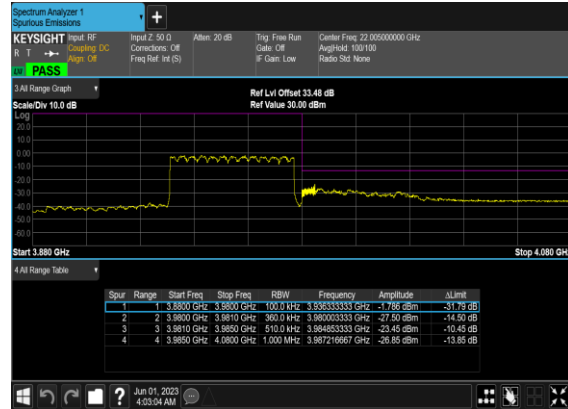 Spectrum Analyzer 1
Spurious Emissions
KEYSIGHT Input: RF Input Z: 50 Ω Atten: 20 dB Trig: Free Run Center Freq: 22.005000000 GHz
R T Coupling: DC Corrections: Off Gate: Off Avg|Hold: 100/100
Align: Off Freq Ref: Int (S) IF Gain: Low Radio Std: None
PASS
3 All Range Graph
Ref Lvl Offset 33.48 dB
Scale/Div 10.0 dB Ref Value 30.00 dBm
Log
20.0
10.0
0.00
-10.0
-20.0
-30.0
-40.0
-50.0
-60.0
Start 3.880 GHz Stop 4.080 GHz
4 All Range Table
Spur Range Start Freq Stop Freq RBW Frequency Amplitude ΔLimit
1 1 3.8800 GHz 3.9800 GHz 100.0 kHz 3.936333333 GHz -1.786 dBm -31.79 dB
2 2 3.9800 GHz 3.9810 GHz 360.0 kHz 3.980003333 GHz -27.50 dBm -14.50 dB
3 3 3.9810 GHz 3.9850 GHz 510.0 kHz 3.984853333 GHz -23.45 dBm -10.45 dB
4 4 3.9850 GHz 4.0800 GHz 1.000 MHz 3.987216667 GHz -26.85 dBm -13.85 dB
? Jun 01, 2023
4:03:04 AM